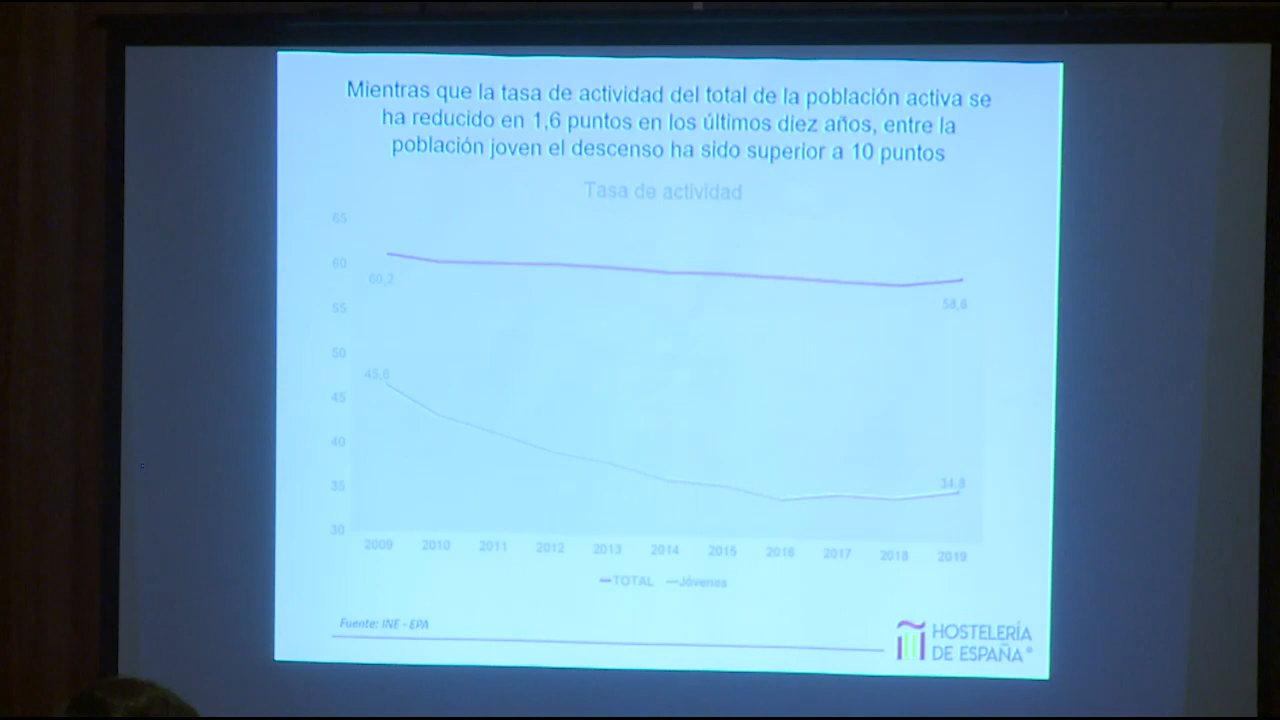 Mientras que la tasa de actividad del total de la población activa se
ha reducido en 1,6 puntos en los últimos diez años, entre la
población joven el descenso ha sido superior a 10 puntos
Tasa de actividad
65
60
60,2
58,6
55
50
45,8
45
40
35
34,8
30
2009 2010 2011 2012 2013 2014 2015 2016 2017 2018 2019
TOTAL Jóvenes
Fuente: INE - EPA
HOSTELERÍA
DE ESPAÑA